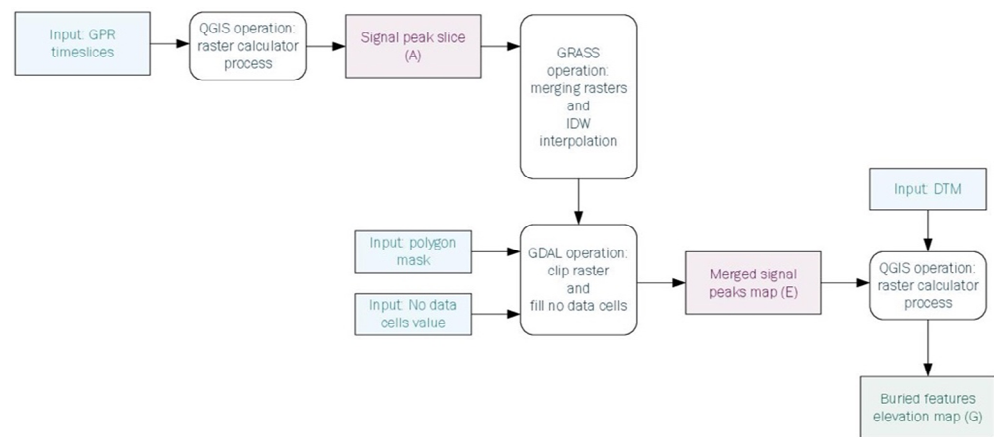 Input: GPR
timeslices
QGIS operation:
raster calculator
process
Signal peak slice
(A)
GRASS
operation:
merging rasters
and
IDW
interpolation
Input: DTM
Input: polygon
mask
Input: No data
cells value
GDAL operation:
clip raster
and
fill no data cells
Merged signal
peaks map (E)
QGIS operation:
raster calculator
process
Buried features
elevation map (G)